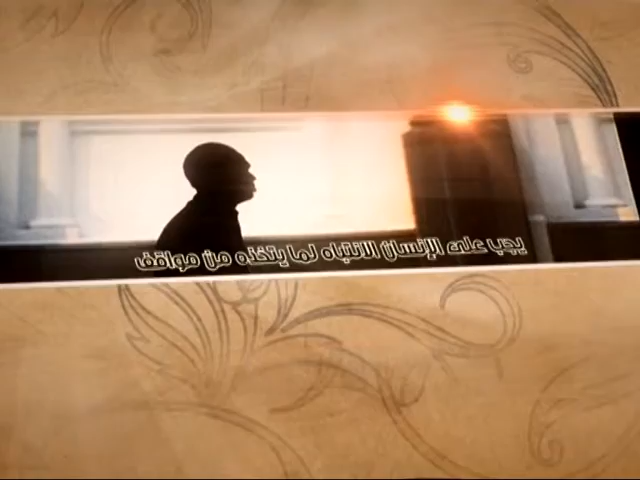 يجب على الإنسان الانتباه لما يتخذه من مواقف